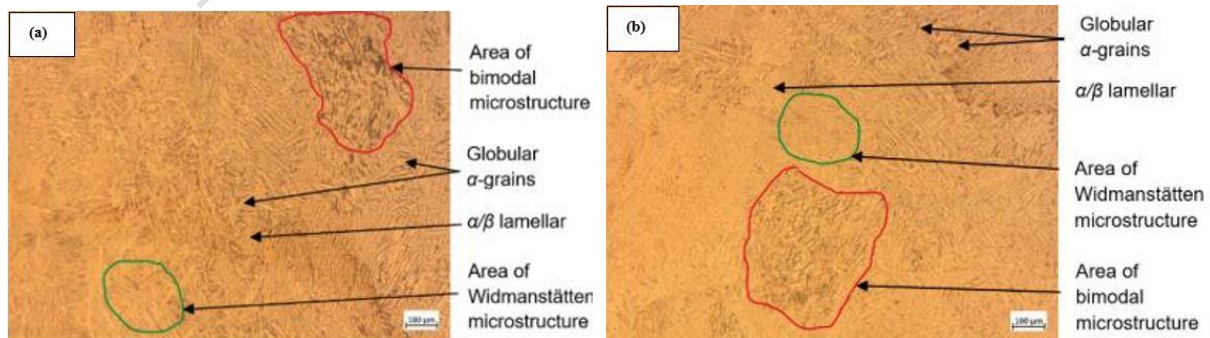 (a)
Area of
bimodal
microstructure
Globular
α-grains
α/β lamellar
Area of
Widmanstätten
microstructure
100 µm
(b)
Globular
α-grains
α/β lamellar
Area of
Widmanstätten
microstructure
Area of
bimodal
microstructure
100 µm